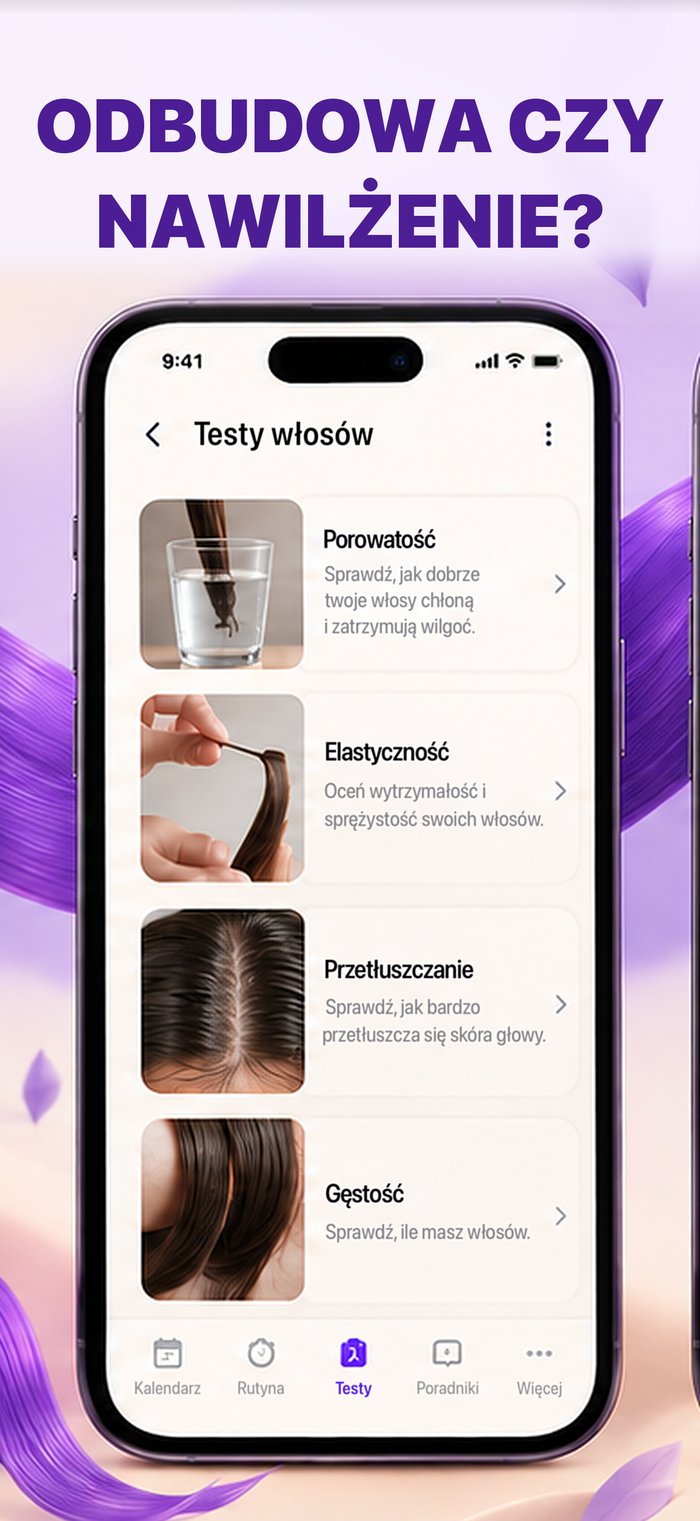 ODBUDOWA CZY
NAWILŻENIE?
9:41
Testy włosów
Porowatość
Sprawdź, jak dobrze
twoje włosy chłoną
i zatrzymują wilgoć.
Elastyczność
Oceń wytrzymałość i
sprężystość swoich włosów.
Przetłuszczanie
Sprawdź, jak bardzo
przetłuszcza się skóra głowy.
Gęstość
Sprawdź, ile masz włosów.
Kalendarz
Rutyna
Testy
Poradniki
Więcej